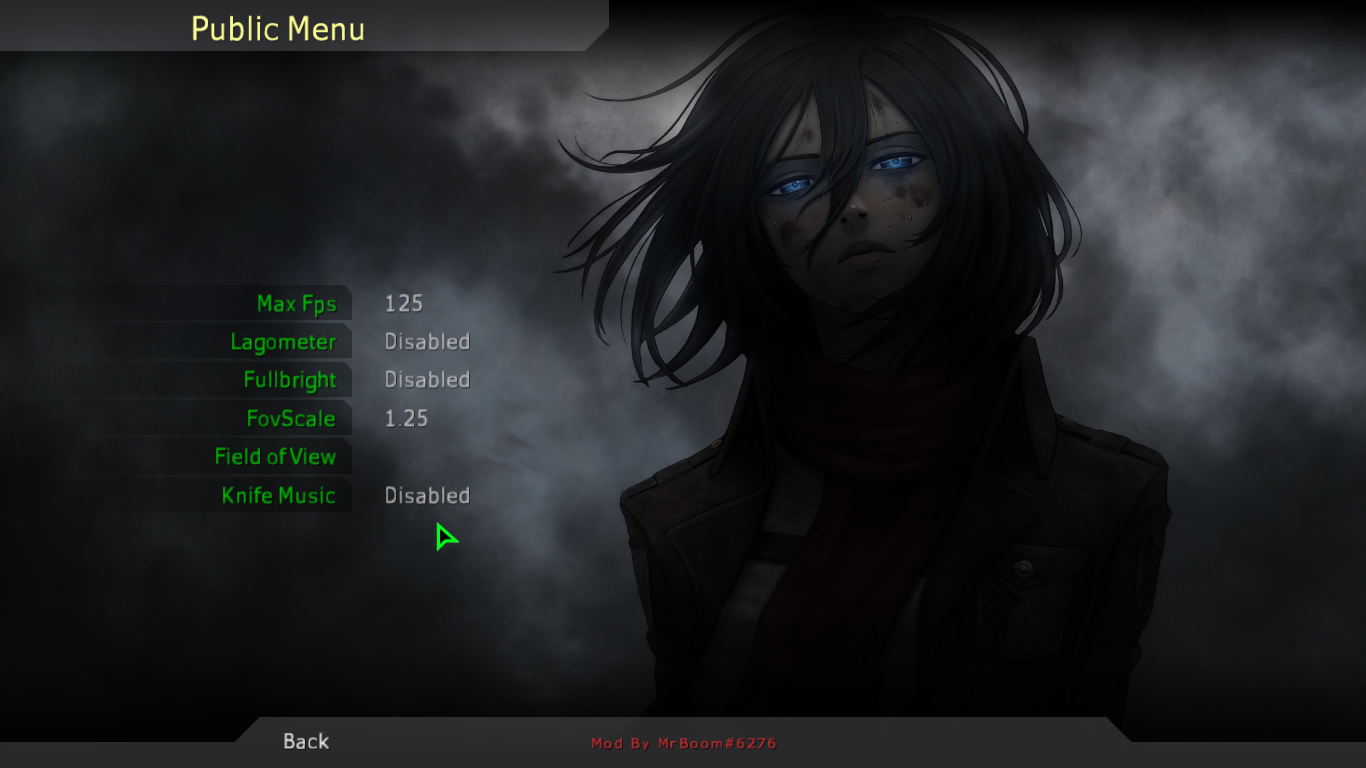 Public Menu
Max Fps 125
Lagometer Disabled
Fullbright Disabled
FovScale 1.25
Field of View
Knife Music Disabled
Back
Mod By MrBoom#6276